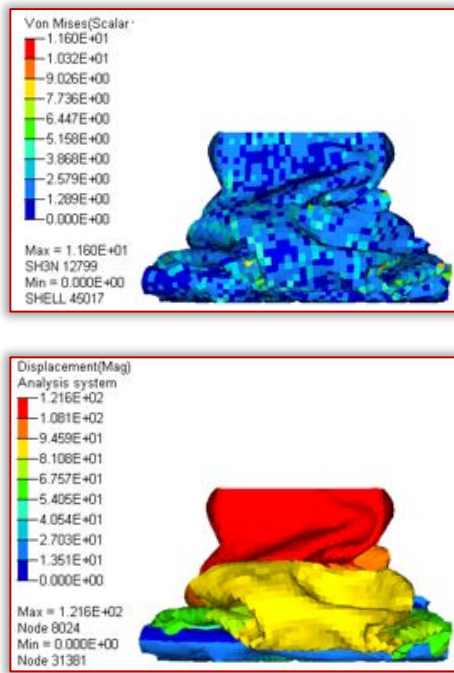 Von Mises(Scalar
1.160E+01
1.032E+01
9.026E+00
7.736E+00
6.447E+00
5.158E+00
3.868E+00
2.579E+00
1.289E+00
0.000E+00
Max = 1.160E+01
SH3N 12799
Min = 0.000E+00
SHELL 45017
Displacement(Mag)
Analysis system
1.216E+02
1.081E+02
9.459E+01
8.108E+01
6.757E+01
5.405E+01
4.054E+01
2.703E+01
1.351E+01
0.000E+00
Max = 1.216E+02
Node 8024
Min = 0.000E+00
Node 31381